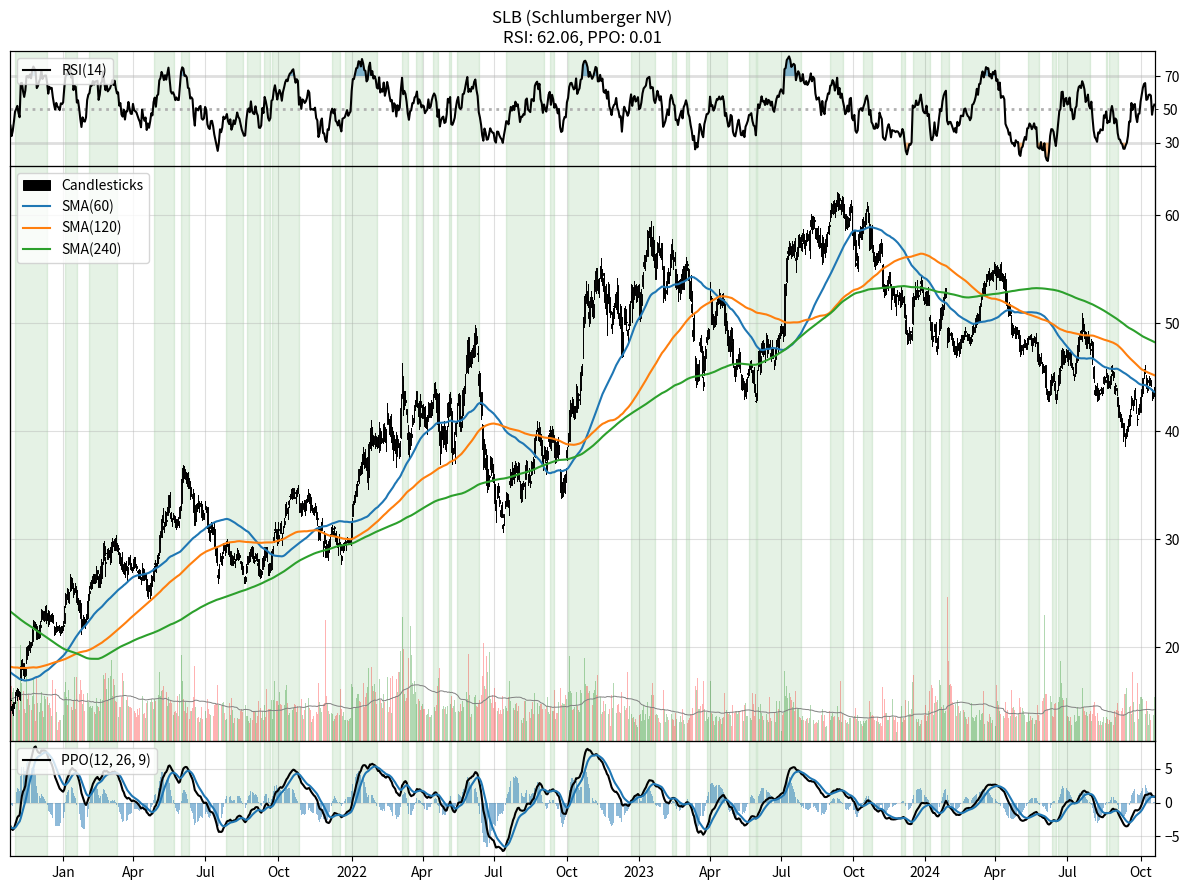 SLB (Schlumberger NV)
RSI: 62.06, PPO: 0.01
RSI(14)
70
50
30
Candlesticks
SMA(60)
SMA(120)
SMA(240)
60
50
40
30
20
PPO(12, 26, 9)
5
0
−5
Jan Apr Jul Oct 2022 Apr Jul Oct 2023 Apr Jul Oct 2024 Apr Jul Oct